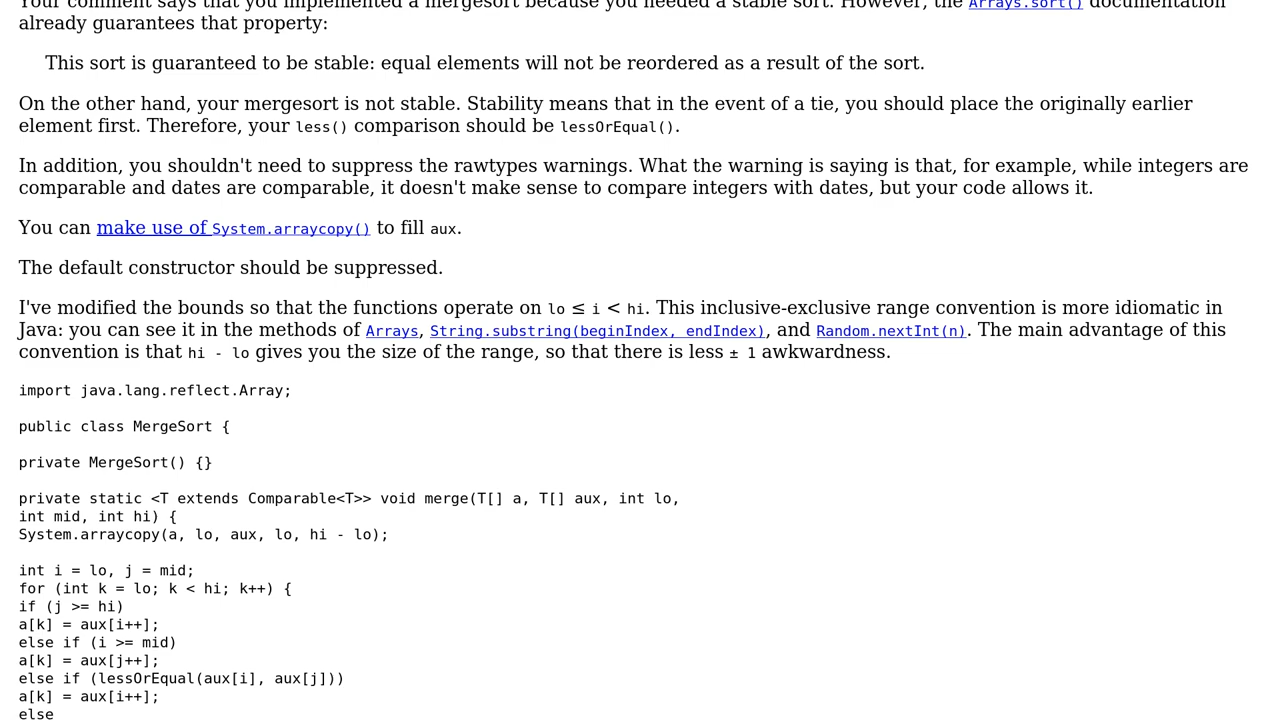 Your comment says that you implemented a mergesort because you needed a stable sort. However, the Arrays.sort() documentation
already guarantees that property:
This sort is guaranteed to be stable: equal elements will not be reordered as a result of the sort.
On the other hand, your mergesort is not stable. Stability means that in the event of a tie, you should place the originally earlier
element first. Therefore, your less() comparison should be lessOrEqual().
In addition, you shouldn't need to suppress the rawtypes warnings. What the warning is saying is that, for example, while integers are
comparable and dates are comparable, it doesn't make sense to compare integers with dates, but your code allows it.
You can make use of System.arraycopy() to fill aux.
The default constructor should be suppressed.
I've modified the bounds so that the functions operate on lo ≤ i < hi. This inclusive-exclusive range convention is more idiomatic in
Java: you can see it in the methods of Arrays, String.substring(beginIndex, endIndex), and Random.nextInt(n). The main advantage of this
convention is that hi - lo gives you the size of the range, so that there is less ± 1 awkwardness.
import java.lang.reflect.Array;
public class MergeSort {
private MergeSort() {}
private static <T extends Comparable<T>> void merge(T[] a, T[] aux, int lo,
int mid, int hi) {
System.arraycopy(a, lo, aux, lo, hi - lo);
int i = lo, j = mid;
for (int k = lo; k < hi; k++) {
if (j >= hi)
a[k] = aux[i++];
else if (i >= mid)
a[k] = aux[j++];
else if (lessOrEqual(aux[i], aux[j]))
a[k] = aux[i++];
else